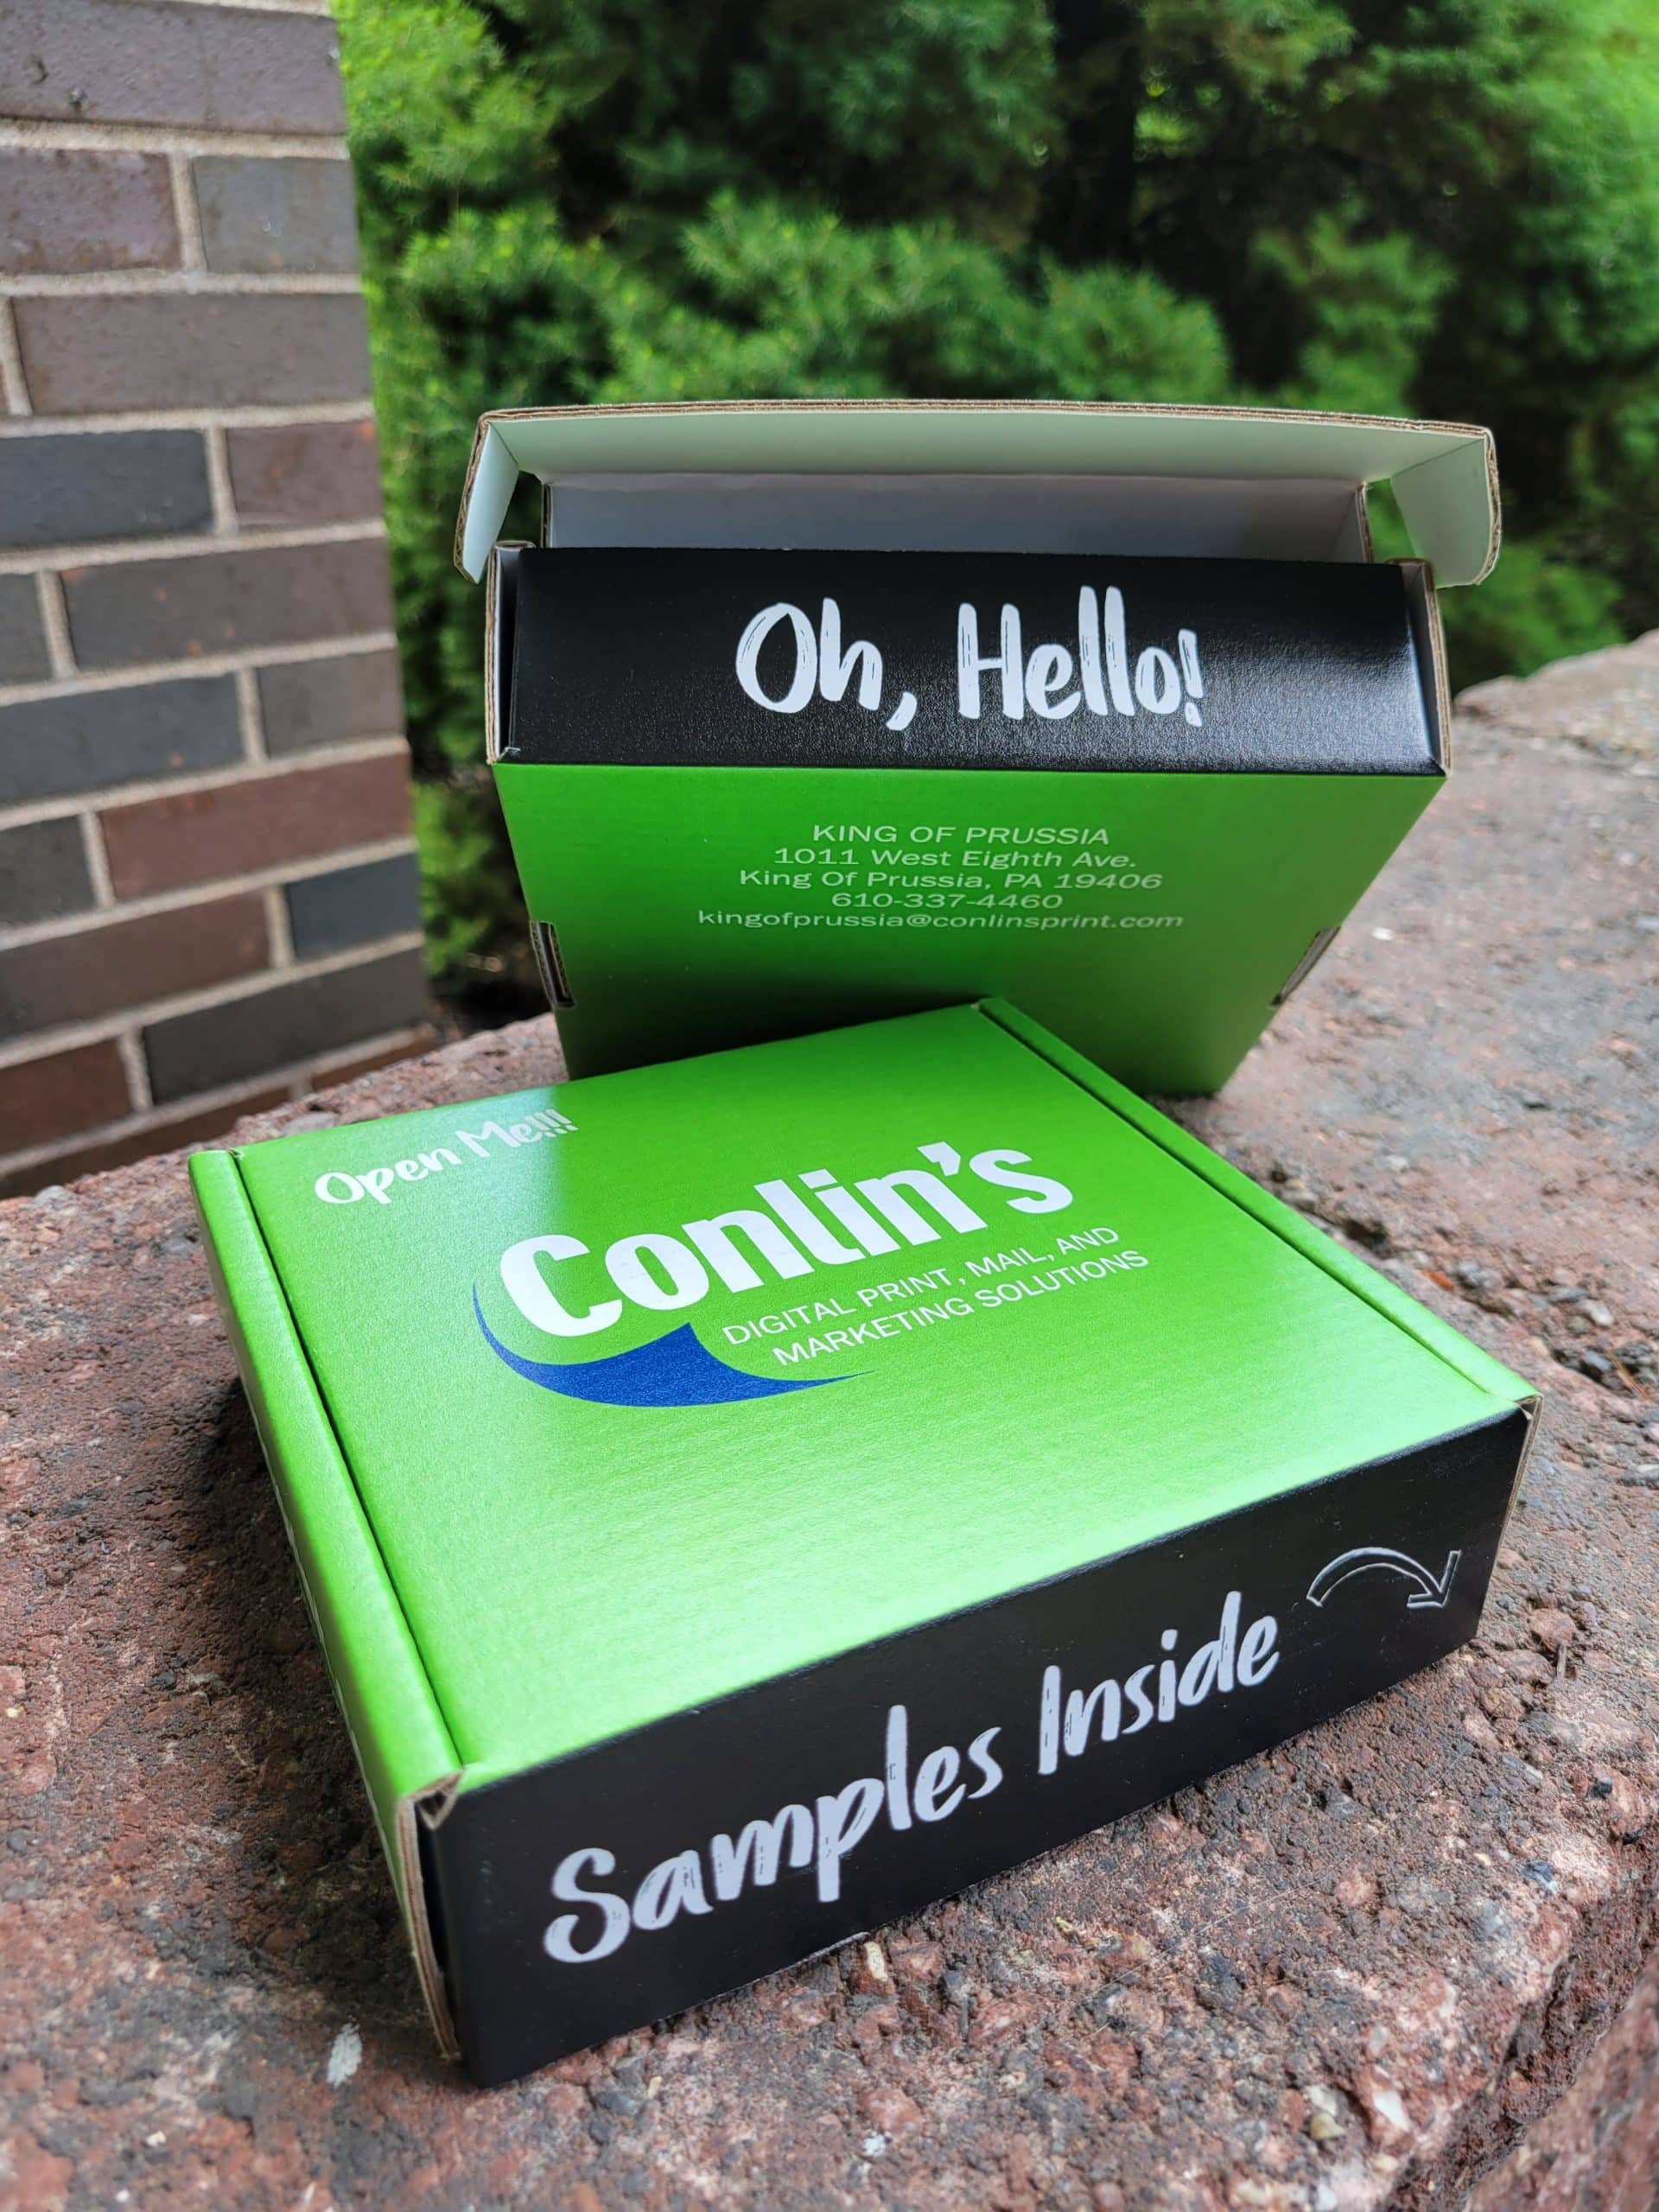 Oh, Hello!
KING OF PRUSSIA
1011 West Eighth Ave.
King Of Prussia, PA 19406
610-337-4460
kingofprussia@conlinsprint.com
Open Me!!!
Conlin's
DIGITAL PRINT, MAIL, AND
MARKETING SOLUTIONS
Samples Inside